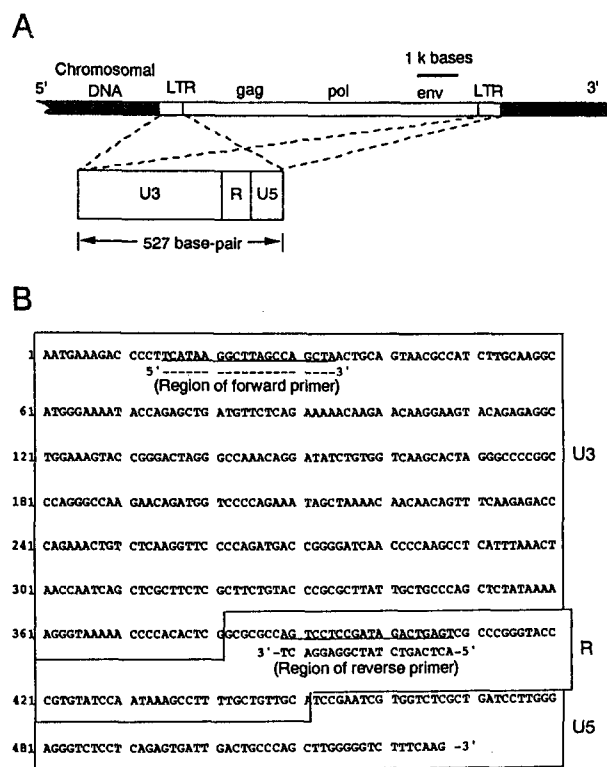 A
1 k bases
5' Chromosomal DNA LTR gag pol env LTR 3'
U3 R U5
527 base-pair
B
1 AATGAAAGAC CCCTTCATAA GGCTTAGCCA GCTAACTGCA GTAACGCCAT CTTGCAAGGC
5'------ ---------- ----3'
(Region of forward primer)
61 ATGGGAAAAT ACCAGAGCTG ATGTTCTCAG AAAAACAAGA ACAAGGAAGT ACAGAGAGGC
121 TGGAAAGTAC CGGGACTAGG GCCAAACAGG ATATCTGTGG TCAAGCACTA GGGCCCCGGC
U3
181 CCAGGGCCAA GAACAGATGG TCCCCAGAAA TAGCTAAAAC AACAACAGTT TCAAGAGACC
241 CAGAAACTGT CTCAAGGTTC CCCAGATGAC CGGGGATCAA CCCCAAGCCT CATTTAAACT
301 AACCAATCAG CTCGCTTCTC GCTTCTGTAC CCGCGCTTAT TGCTGCCCAG CTCTATAAAA
361 AGGGTAAAAA CCCCACACTC GGCGCGCCAG TCCTCCGATA GACTGAGTCG CCCGGGTACC
3'-TC AGGAGGCTAT CTGACTCA-5'
R
(Region of reverse primer)
421 CGTGTATCCA ATAAAGCCTT TTGCTGTTGC ATCCGAATCG TGGTCTCGCT GATCCTTGGG
U5
481 AGGGTCTCCT CAGAGTGATT GACTGCCCAG CTTGGGGGTC TTTCAAG -3'